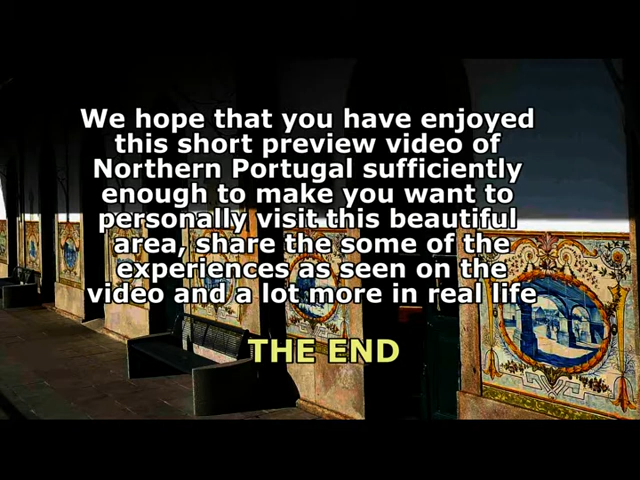 We hope that you have enjoyed
this short preview video of
Northern Portugal sufficiently
enough to make you want to
personally visit this beautiful
area, share the some of the
experiences as seen on the
video and a lot more in real life
THE END